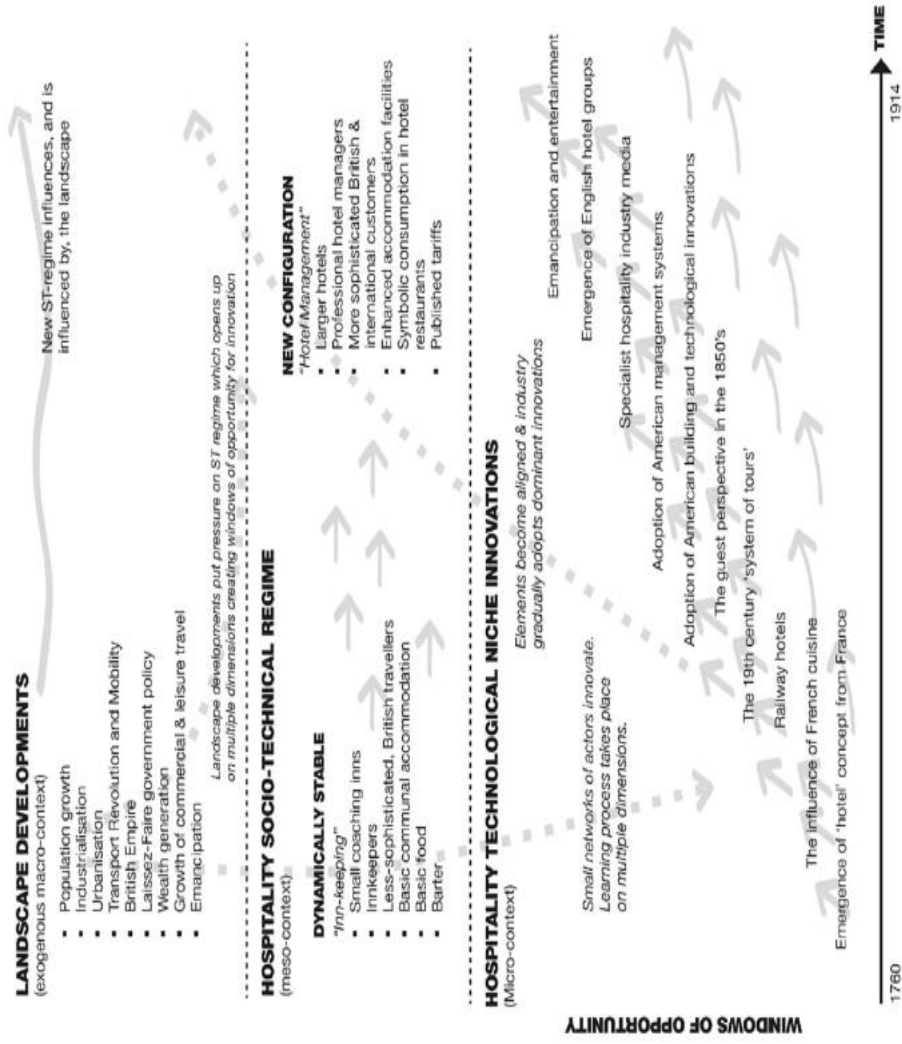 LANDSCAPE DEVELOPMENTS
(exogenous macro-context)
▪ Population growth
▪ Industrialisation
▪ Urbanisation
▪ Transport Revolution and Mobility
▪ British Empire
▪ Laissez-Faire government policy
▪ Wealth generation
▪ Growth of commercial & leisure travel
▪ Emancipation
New ST-regime influences, and is
influenced by, the landscape
Landscape developments put pressure on ST regime which opens up
on multiple dimensions creating windows of opportunity for innovation
HOSPITALITY SOCIO-TECHNICAL REGIME
(meso-context)
DYNAMICALLY STABLE
"Inn-keeping"
▪ Small coaching inns
▪ Innkeepers
▪ Less-sophisticated, British travellers
▪ Basic communal accommodation
▪ Basic food
▪ Barter
NEW CONFIGURATION
"Hotel Management"
▪ Larger hotels
▪ Professional hotel managers
▪ More sophisticated British &
international customers
▪ Enhanced accommodation facilities
▪ Symbolic consumption in hotel
restaurants
▪ Published tariffs
HOSPITALITY TECHNOLOGICAL NICHE INNOVATIONS
(Micro-context)
Elements become aligned & industry
gradually adopts dominant innovations
Small networks of actors innovate.
Learning process takes place
on multiple dimensions.
Emancipation and entertainment
Emergence of English hotel groups
Specialist hospitality industry media
Adoption of American management systems
Adoption of American building and technological innovations
The guest perspective in the 1850's
The 19th century 'system of tours'
Railway hotels
The influence of French cuisine
Emergence of 'hotel' concept from France
WINDOWS OF OPPORTUNITY
1760
1914
TIME